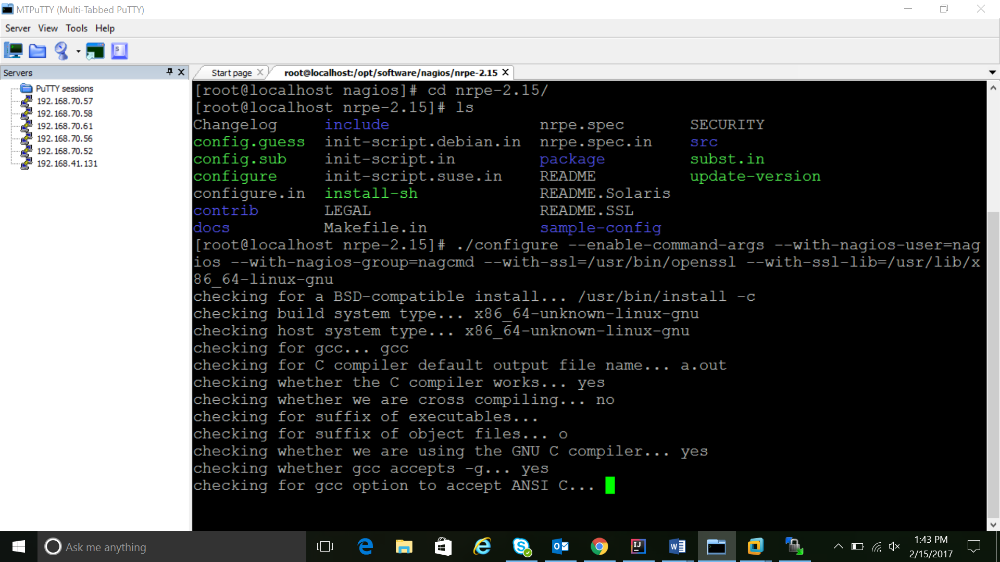 MTPuTTY (Multi-Tabbed PuTTY)
Server View Tools Help
Servers
PuTTY sessions
192.168.70.57
192.168.70.58
192.168.70.61
192.168.70.56
192.168.70.52
192.168.41.131
Start page
root@localhost:/opt/software/nagios/nrpe-2.15
[root@localhost nagios]# cd nrpe-2.15/
[root@localhost nrpe-2.15]# ls
Changelog include nrpe.spec SECURITY
config.guess init-script.debian.in nrpe.spec.in src
config.sub init-script.in package subst.in
configure init-script.suse.in README update-version
configure.in install-sh README.Solaris
contrib LEGAL README.SSL
docs Makefile.in sample-config
[root@localhost nrpe-2.15]# ./configure --enable-command-args --with-nagios-user=nag
ios --with-nagios-group=nagcmd --with-ssl=/usr/bin/openssl --with-ssl-lib=/usr/lib/x
86_64-linux-gnu
checking for a BSD-compatible install... /usr/bin/install -c
checking build system type... x86_64-unknown-linux-gnu
checking host system type... x86_64-unknown-linux-gnu
checking for gcc... gcc
checking for C compiler default output file name... a.out
checking whether the C compiler works... yes
checking whether we are cross compiling... no
checking for suffix of executables...
checking for suffix of object files... o
checking whether we are using the GNU C compiler... yes
checking whether gcc accepts -g... yes
checking for gcc option to accept ANSI C...
Ask me anything
1:43 PM
2/15/2017